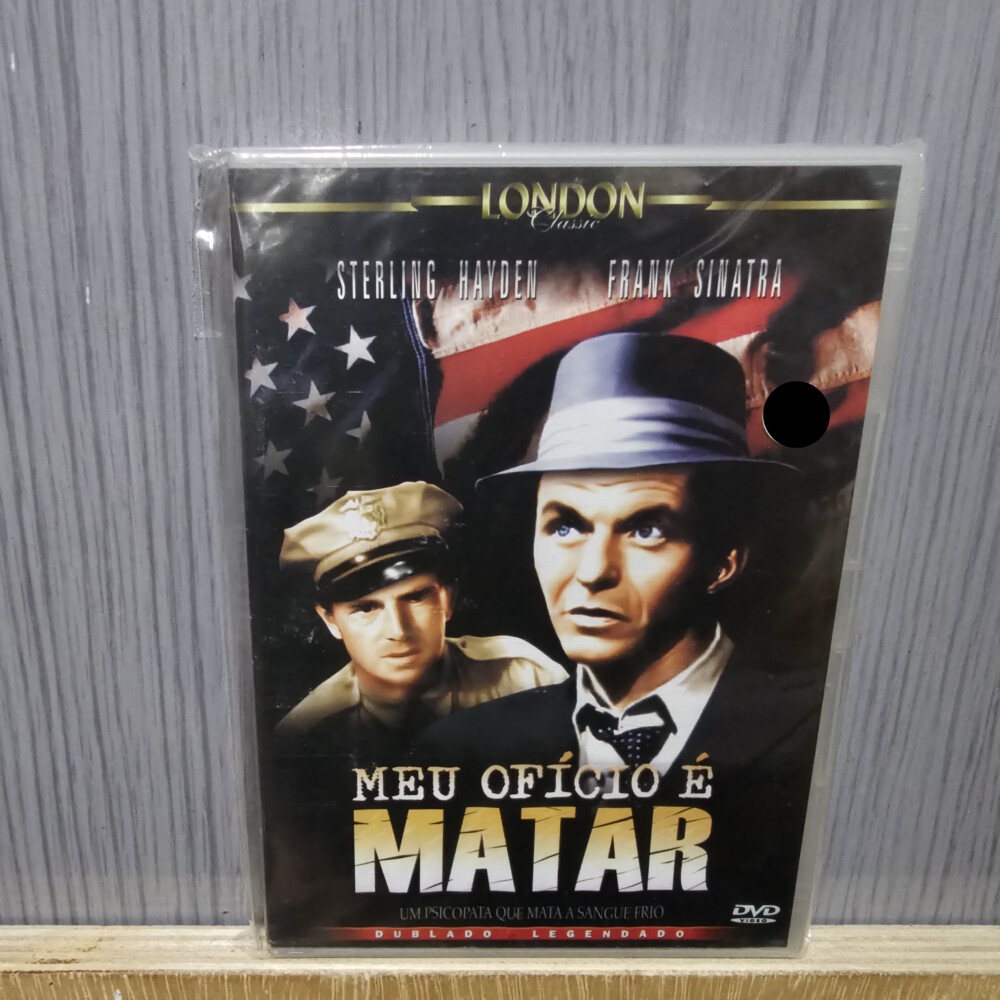 LONDON
Classic
STERLING HAYDEN FRANK SINATRA
MEU OFÍCIO É
MATAR
UM PSICOPATA QUE MATA A SANGUE FRIO
DVD
VIDEO
DUBLADO LEGENDADO